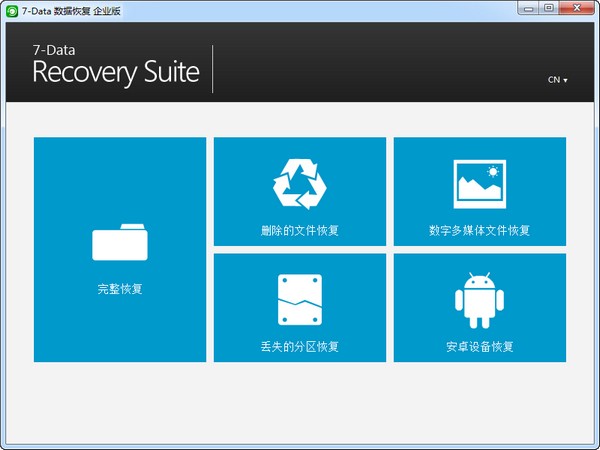 7-Data 数据恢复 企业版
7-Data
Recovery Suite
CN
完整恢复
删除的文件恢复
数字多媒体文件恢复
丢失的分区恢复
安卓设备恢复